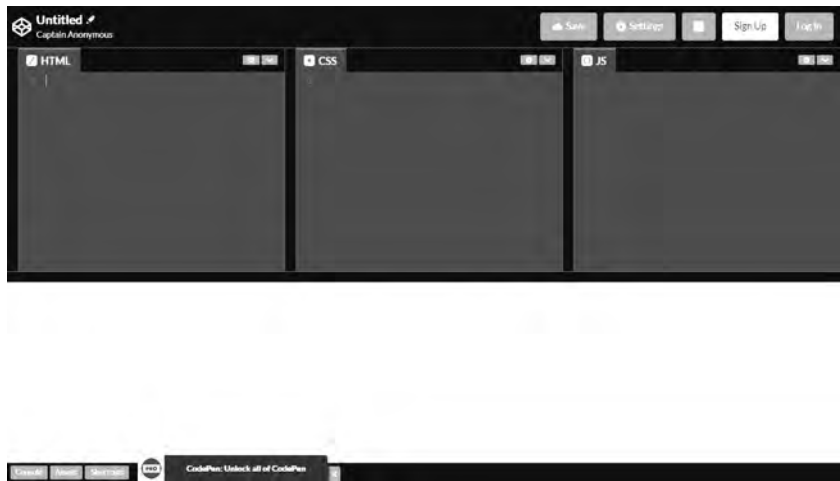 Untitled
Captain Anonymous
Save
Settings
Sign Up
Log In
HTML
CSS
JS
Console
Assets
Shortcuts
PRO
CodePen: Unlock all of CodePen